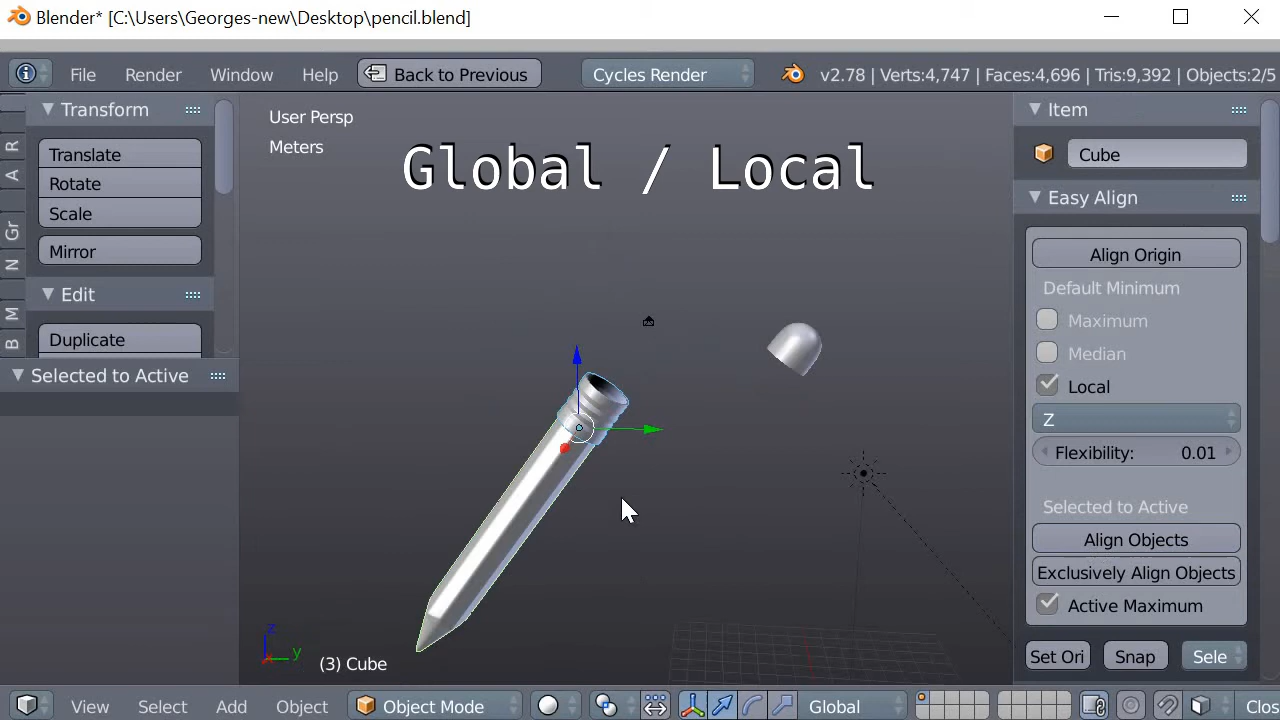 Blender* [C:\Users\Georges-new\Desktop\pencil.blend]
File Render Window Help Back to Previous Cycles Render v2.78 | Verts:4,747 | Faces:4,696 | Tris:9,392 | Objects:2/5
Transform
Translate
Rotate
Scale
Mirror
Edit
Duplicate
Selected to Active
R
A
Gr
N
M
B
User Persp
Meters
Global / Local
z
y
(3) Cube
Item
Cube
Easy Align
Align Origin
Default Minimum
Maximum
Median
Local
Z
Flexibility: 0.01
Selected to Active
Align Objects
Exclusively Align Objects
Active Maximum
Set Ori Snap Sele
View Select Add Object Object Mode Global Clos